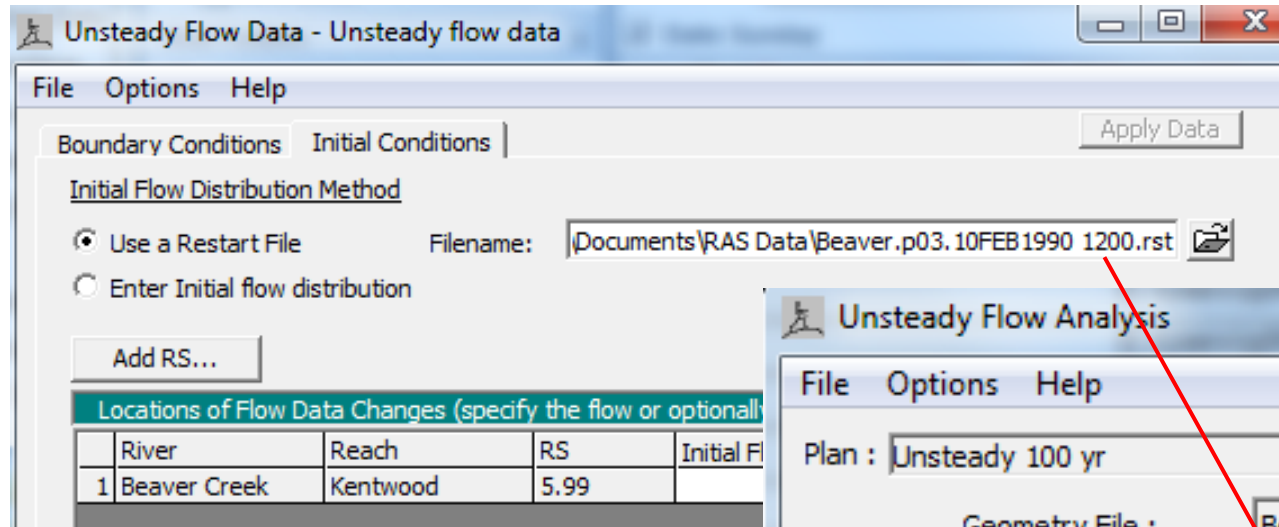 Unsteady Flow Data - Unsteady flow data
File Options Help
Boundary Conditions Initial Conditions
Apply Data
Initial Flow Distribution Method
Use a Restart File Filename: \Documents\RAS Data\Beaver.p03.10FEB1990 1200.rst
Enter Initial flow distribution
Add RS...
Locations of Flow Data Changes (specify the flow or optionally
River Reach RS Initial Fl
1 Beaver Creek Kentwood 5.99
Unsteady Flow Analysis
File Options Help
Plan : Unsteady 100 yr
Geometry File :